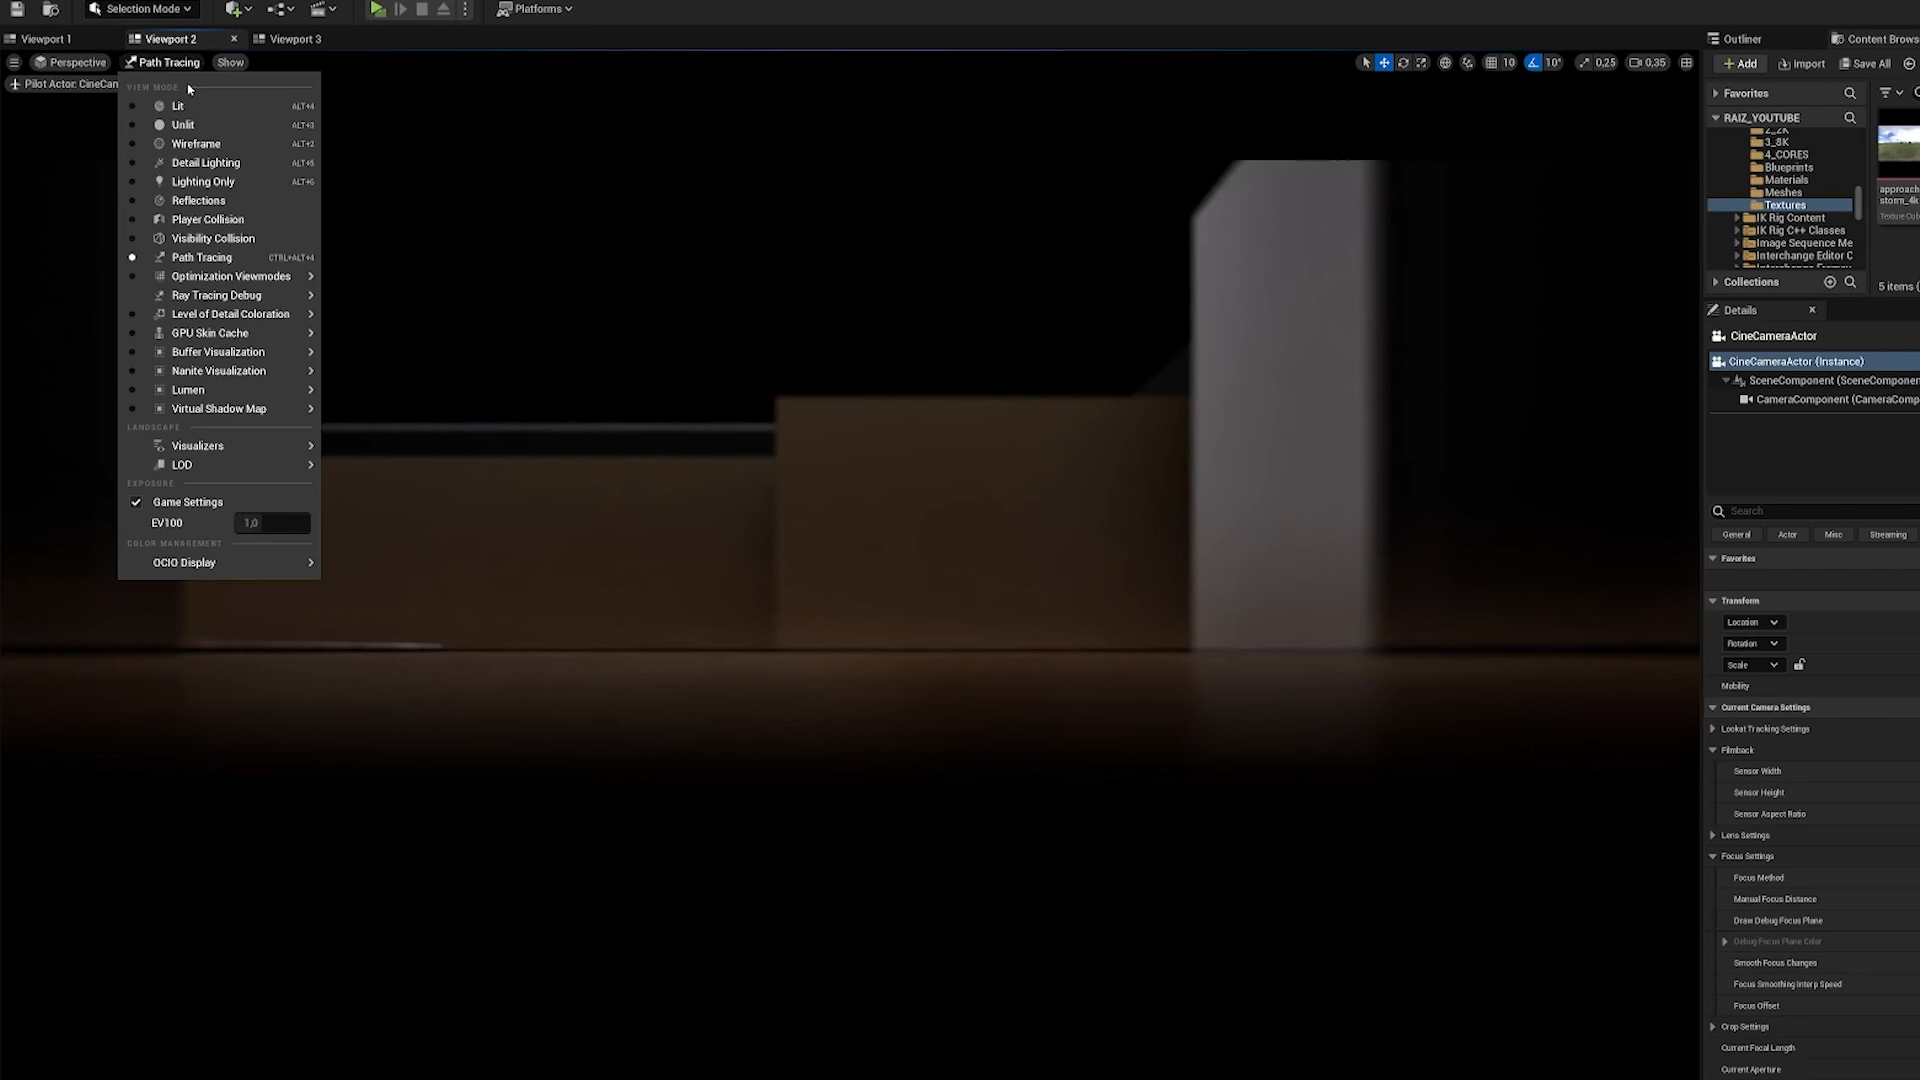 Selection Mode
Platforms
Viewport 1
Viewport 2
Viewport 3
Outliner
Content Brows
Perspective
Path Tracing
Show
10
10°
0,25
0,35
Add
Import
Save All
Pilot Actor: CineCam
VIEW MODE
Lit ALT+4
Unlit ALT+3
Wireframe ALT+2
Detail Lighting ALT+5
Lighting Only ALT+6
Reflections
Player Collision
Visibility Collision
Path Tracing CTRL+ALT+4
Optimization Viewmodes
Ray Tracing Debug
Level of Detail Coloration
GPU Skin Cache
Buffer Visualization
Nanite Visualization
Lumen
Virtual Shadow Map
LANDSCAPE
Visualizers
LOD
EXPOSURE
Game Settings
EV100 1,0
COLOR MANAGEMENT
OCIO Display
Favorites
RAIZ_YOUTUBE
2_2K
3_8K
4_CORES
Blueprints
Materials
Meshes
Textures
IK Rig Content
IK Rig C++ Classes
Image Sequence Me
Interchange Editor C
Collections
approach
storm_4k
Texture Cub
5 items (
Details
CineCameraActor
CineCameraActor (Instance)
SceneComponent (SceneComponen
CameraComponent (CameraComp
Search
General
Actor
Misc
Streaming
Favorites
Transform
Location
Rotation
Scale
Mobility
Current Camera Settings
Lookat Tracking Settings
Filmback
Sensor Width
Sensor Height
Sensor Aspect Ratio
Lens Settings
Focus Settings
Focus Method
Manual Focus Distance
Draw Debug Focus Plane
Debug Focus Plane Color
Smooth Focus Changes
Focus Smoothing Interp Speed
Focus Offset
Crop Settings
Current Focal Length
Current Aperture